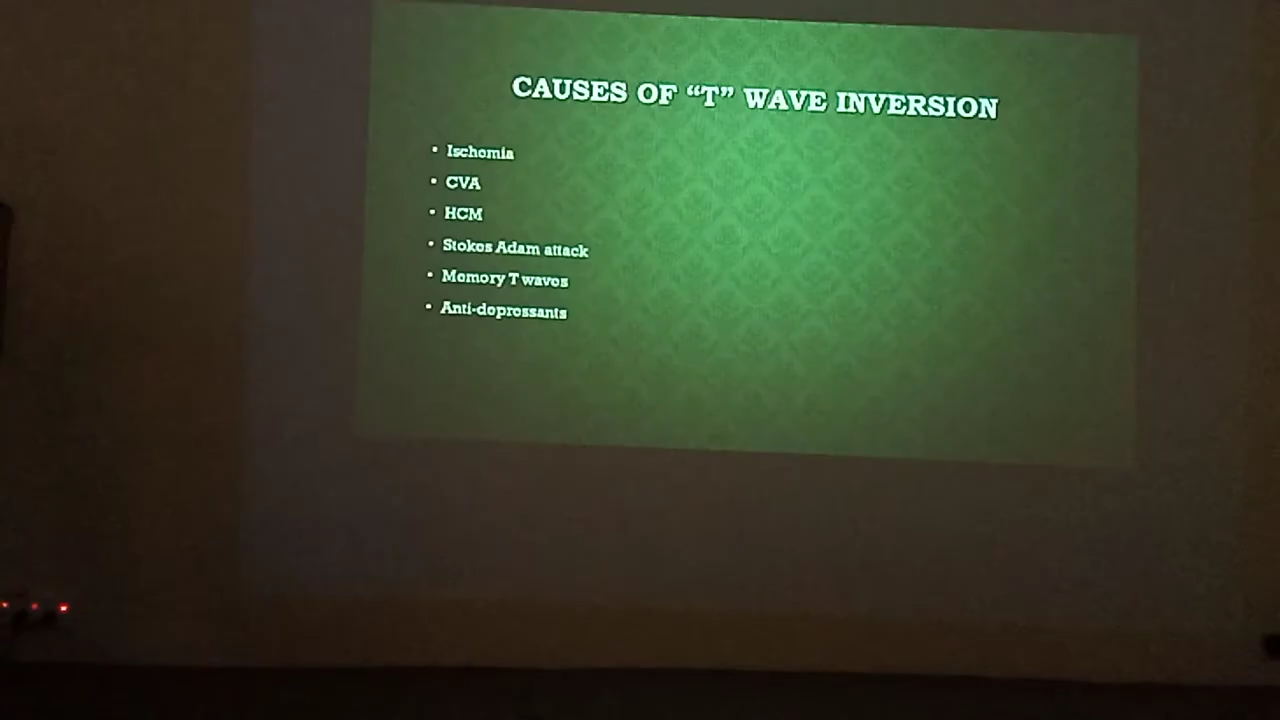 CAUSES OF “T” WAVE INVERSION
• Ischemia
• CVA
• HCM
• Stokes Adam attack
• Memory T waves
• Anti-depressants